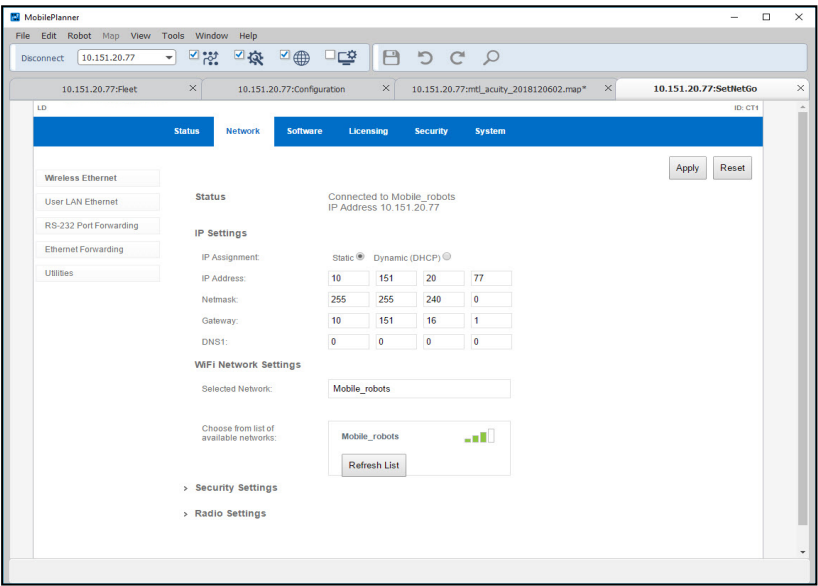 MobilePlanner
File Edit Robot Map View Tools Window Help
Disconnect 10.151.20.77
10.151.20.77:Fleet 10.151.20.77:Configuration 10.151.20.77:mtl_acuity_2018120602.map* 10.151.20.77:SetNetGo
LD ID: CT1
Status Network Software Licensing Security System
Apply Reset
Wireless Ethernet
User LAN Ethernet
RS-232 Port Forwarding
Ethernet Forwarding
Utilities
Status Connected to Mobile_robots
IP Address 10.151.20.77
IP Settings
IP Assignment: Static Dynamic (DHCP)
IP Address: 10 151 20 77
Netmask: 255 255 240 0
Gateway: 10 151 16 1
DNS1: 0 0 0 0
WiFi Network Settings
Selected Network: Mobile_robots
Choose from list of
available networks:
Mobile_robots
Refresh List
> Security Settings
> Radio Settings